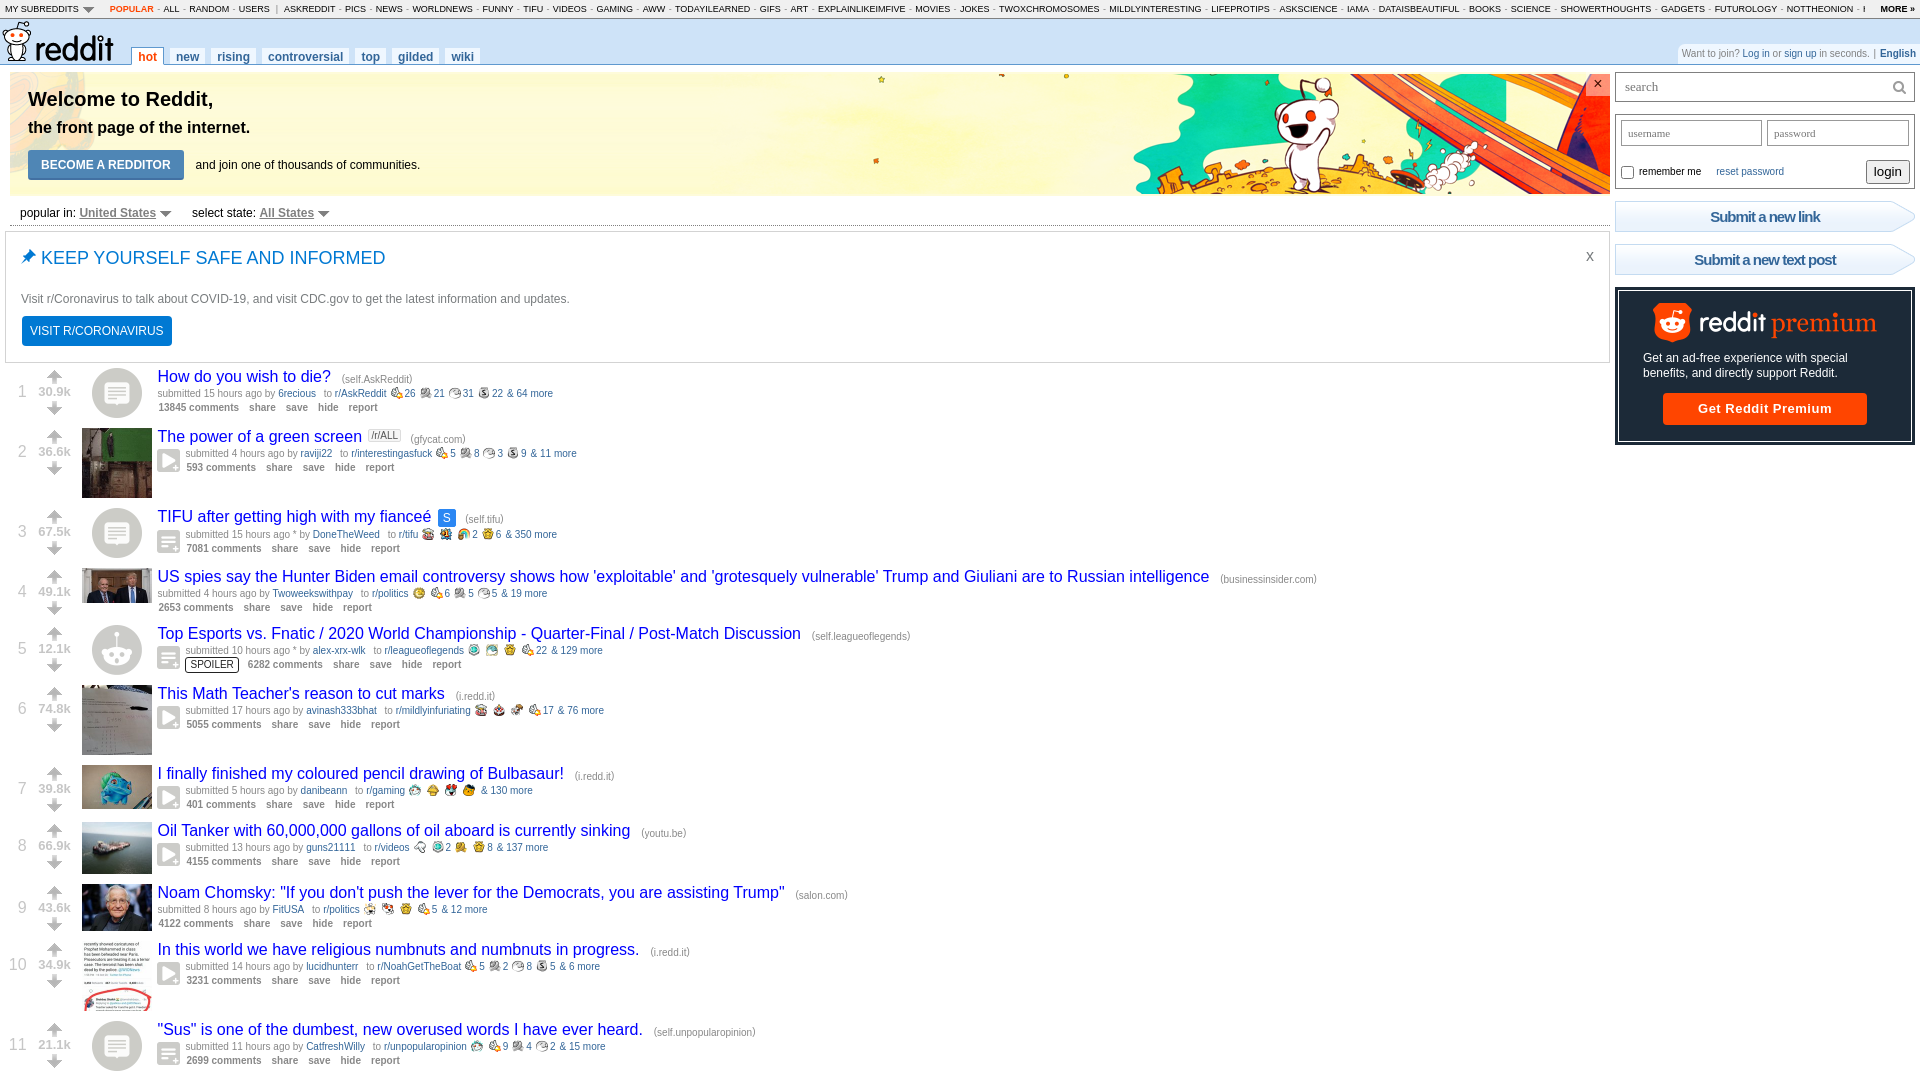 MY SUBREDDITS POPULAR - ALL - RANDOM - USERS | ASKREDDIT - PICS - NEWS - WORLDNEWS - FUNNY - TIFU - VIDEOS - GAMING - AWW - TODAYILEARNED - GIFS - ART - EXPLAINLIKEIMFIVE - MOVIES - JOKES - TWOXCHROMOSOMES - MILDLYINTERESTING - LIFEPROTIPS - ASKSCIENCE - IAMA - DATAISBEAUTIFUL - BOOKS - SCIENCE - SHOWERTHOUGHTS - GADGETS - FUTUROLOGY - NOTTHEONION - MORE »
reddit hot new rising controversial top gilded wiki
Want to join? Log in or sign up in seconds. | English
Welcome to Reddit,
the front page of the internet.
BECOME A REDDITOR and join one of thousands of communities.
×
search
username password
remember me reset password login
Submit a new link
Submit a new text post
reddit premium
Get an ad-free experience with special
benefits, and directly support Reddit.
Get Reddit Premium
popular in: United States select state: All States
KEEP YOURSELF SAFE AND INFORMED
x
Visit r/Coronavirus to talk about COVID-19, and visit CDC.gov to get the latest information and updates.
VISIT R/CORONAVIRUS
1 30.9k
How do you wish to die? (self.AskReddit)
submitted 15 hours ago by 6recious to r/AskReddit 26 21 31 22 & 64 more
13845 comments share save hide report
2 36.6k
The power of a green screen /r/ALL (gfycat.com)
submitted 4 hours ago by raviji22 to r/interestingasfuck 5 8 3 9 & 11 more
593 comments share save hide report
3 67.5k
TIFU after getting high with my fianceé S (self.tifu)
submitted 15 hours ago * by DoneTheWeed to r/tifu 2 6 & 350 more
7081 comments share save hide report
4 49.1k
US spies say the Hunter Biden email controversy shows how 'exploitable' and 'grotesquely vulnerable' Trump and Giuliani are to Russian intelligence (businessinsider.com)
submitted 4 hours ago by Twoweekswithpay to r/politics 6 5 5 & 19 more
2653 comments share save hide report
5 12.1k
Top Esports vs. Fnatic / 2020 World Championship - Quarter-Final / Post-Match Discussion (self.leagueoflegends)
submitted 10 hours ago * by alex-xrx-wlk to r/leagueoflegends 22 & 129 more
SPOILER 6282 comments share save hide report
6 74.8k
This Math Teacher's reason to cut marks (i.redd.it)
submitted 17 hours ago by avinash333bhat to r/mildlyinfuriating 17 & 76 more
5055 comments share save hide report
7 39.8k
I finally finished my coloured pencil drawing of Bulbasaur! (i.redd.it)
submitted 5 hours ago by danibeann to r/gaming & 130 more
401 comments share save hide report
8 66.9k
Oil Tanker with 60,000,000 gallons of oil aboard is currently sinking (youtu.be)
submitted 13 hours ago by guns21111 to r/videos 2 8 & 137 more
4155 comments share save hide report
9 43.6k
Noam Chomsky: "If you don't push the lever for the Democrats, you are assisting Trump" (salon.com)
submitted 8 hours ago by FitUSA to r/politics 5 & 12 more
4122 comments share save hide report
10 34.9k
In this world we have religious numbnuts and numbnuts in progress. (i.redd.it)
submitted 14 hours ago by lucidhunterr to r/NoahGetTheBoat 5 2 8 5 & 6 more
3231 comments share save hide report
11 21.1k
"Sus" is one of the dumbest, new overused words I have ever heard. (self.unpopularopinion)
submitted 11 hours ago by CatfreshWilly to r/unpopularopinion 9 4 2 & 15 more
2699 comments share save hide report